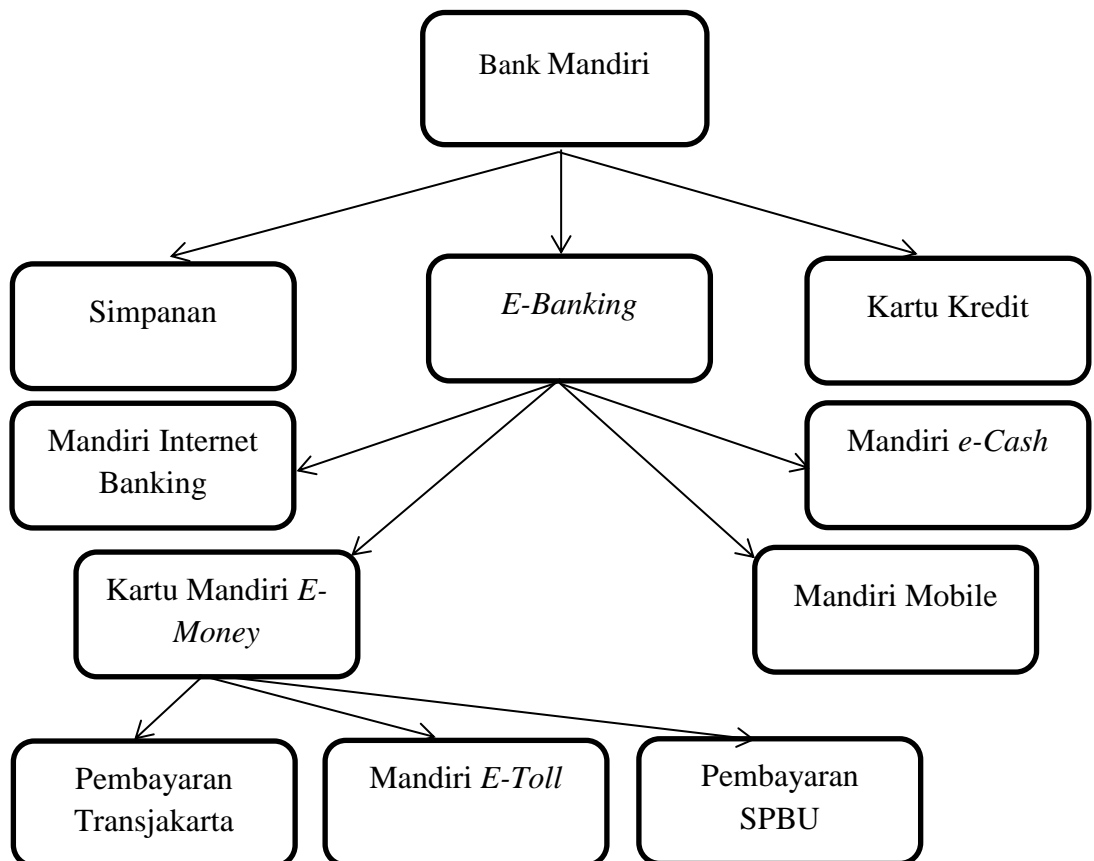 Bank Mandiri
Simpanan
E-Banking
Kartu Kredit
Mandiri Internet
Banking
Mandiri e-Cash
Kartu Mandiri E-
Money
Mandiri Mobile
Pembayaran
Transjakarta
Mandiri E-Toll
Pembayaran
SPBU